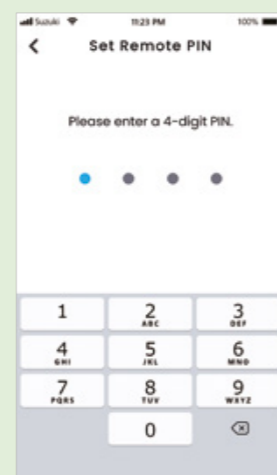 Suzuki 11:23 PM 100%
Set Remote PIN
Please enter a 4-digit PIN.
1 2 3
ABC DEF
4 5 6
GHI JKL MNO
7 8 9
PQRS TUV WXYZ
0